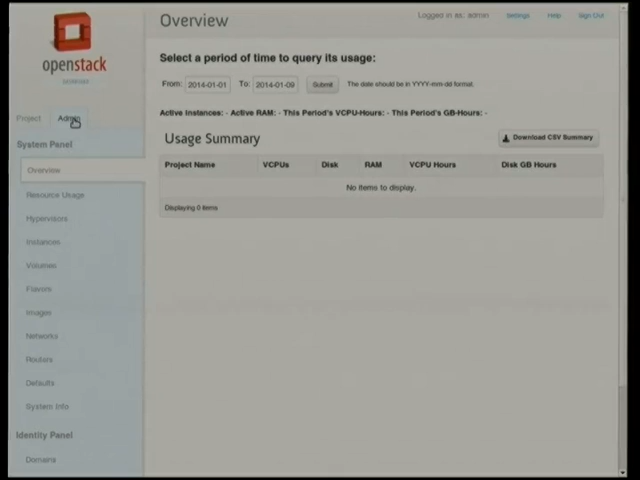 openstack
DASHBOARD
Project
Admin
System Panel
Overview
Resource Usage
Hypervisors
Instances
Volumes
Flavors
Images
Networks
Routers
Defaults
System Info
Identity Panel
Domains
Overview
Logged in as: admin Settings Help Sign Out
Select a period of time to query its usage:
From: 2014-01-01 To: 2014-01-09 Submit The date should be in YYYY-mm-dd format.
Active Instances: - Active RAM: - This Period's VCPU-Hours: - This Period's GB-Hours: -
Usage Summary
Download CSV Summary
Project Name VCPUs Disk RAM VCPU Hours Disk GB Hours
No items to display.
Displaying 0 items